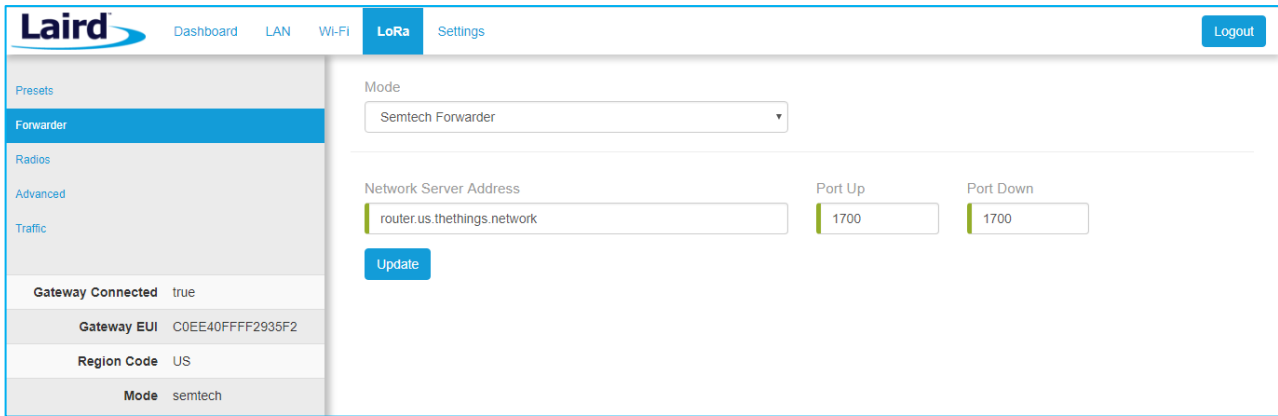 Laird™ Dashboard LAN Wi-Fi LoRa Settings Logout
Presets
Forwarder
Radios
Advanced
Traffic
Gateway Connected true
Gateway EUI C0EE40FFFF2935F2
Region Code US
Mode semtech
Mode
Semtech Forwarder
Network Server Address Port Up Port Down
router.us.thethings.network 1700 1700
Update